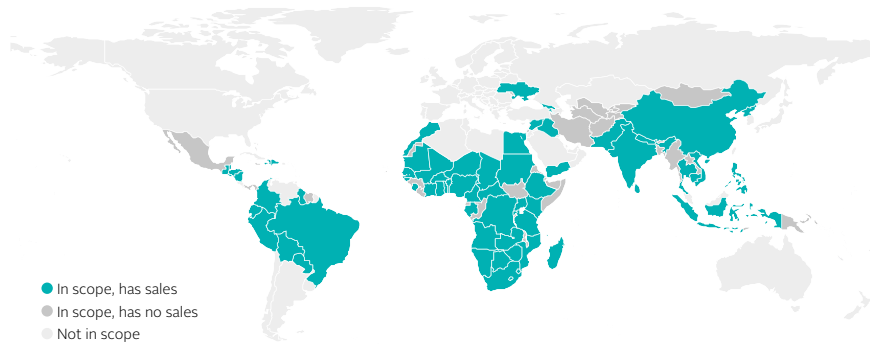 In scope, has sales
In scope, has no sales
Not in scope